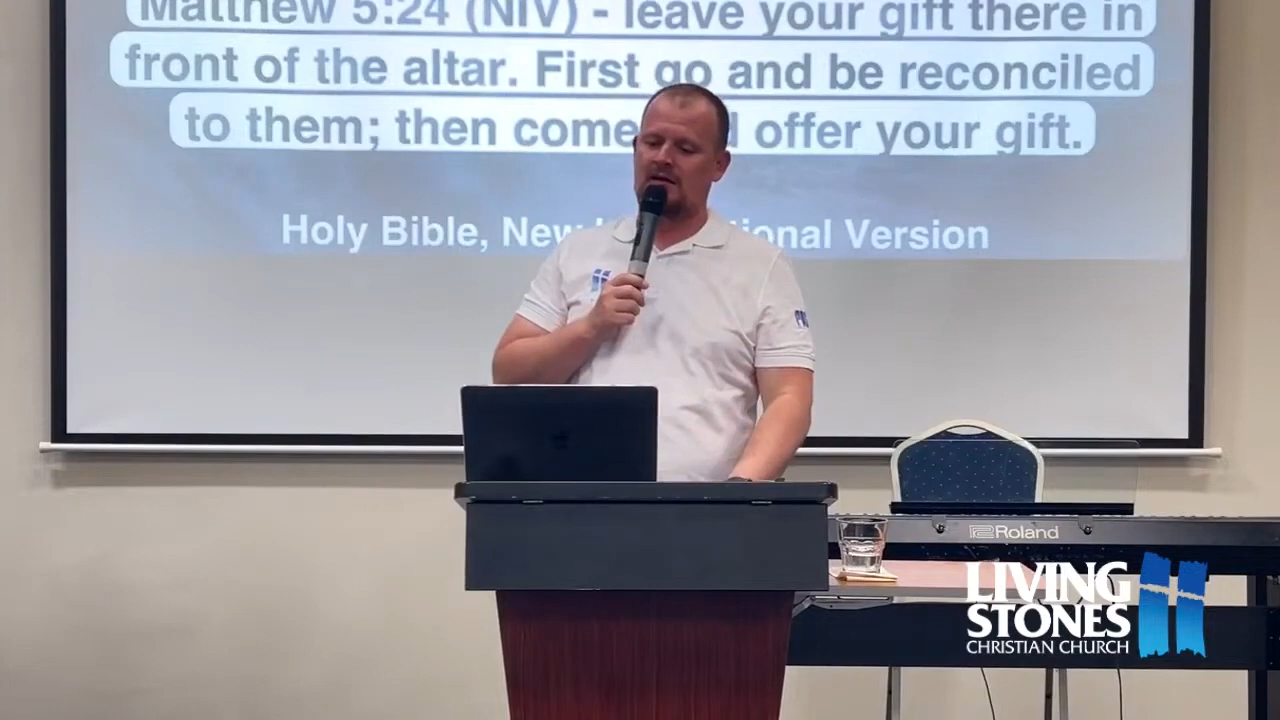 Matthew 5:24 (NIV) - leave your gift there in
front of the altar. First go and be reconciled
to them; then come offer your gift.
Holy Bible, New Version
Roland
LIVING
STONES
CHRISTIAN CHURCH